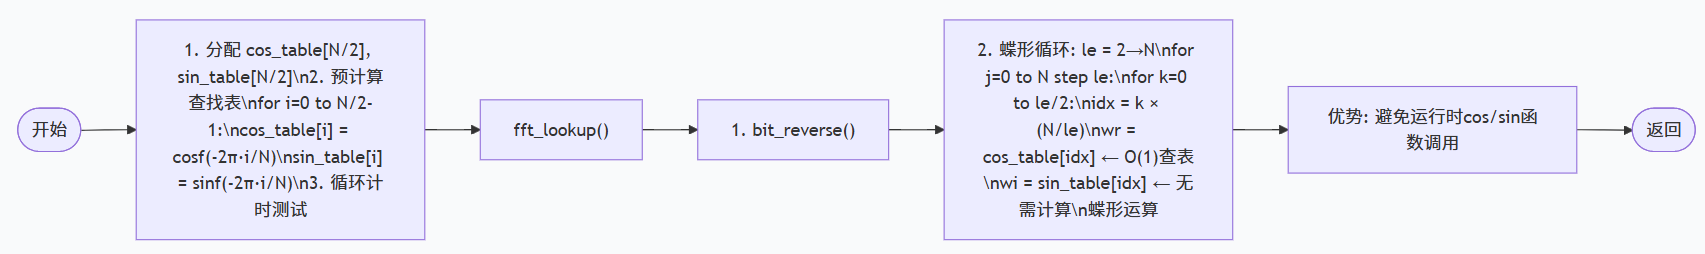 开始
1. 分配 cos_table[N/2],
sin_table[N/2]\n2. 预计算
查找表\nfor i=0 to N/2-
1:\ncos_table[i] =
cosf(-2π·i/N)\nsin_table[i]
= sinf(-2π·i/N)\n3. 循环计
时测试
fft_lookup()
1. bit_reverse()
2. 蝶形循环: le = 2→N\nfor
j=0 to N step le:\nfor k=0
to le/2:\nidx = k ×
(N/le)\nwr =
cos_table[idx] ← O(1)查表
\nwi = sin_table[idx] ← 无
需计算\n蝶形运算
优势: 避免运行时cos/sin函
数调用
返回